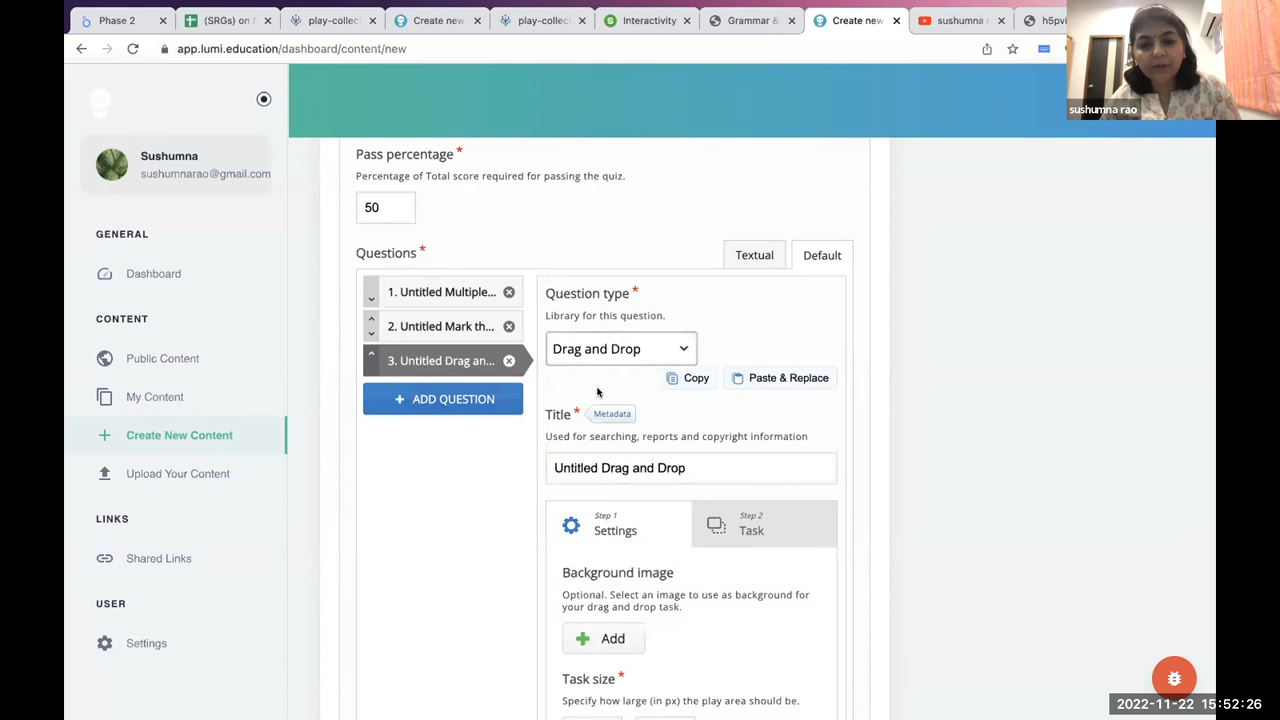 Phase 2
(SRGs) on
play-collec
Create new
play-collec
Interactivity
Grammar &
Create new
sushumna r
h5pvi
app.lumi.education/dashboard/content/new
sushumna rao
Sushumna
sushumnarao@gmail.com
GENERAL
Dashboard
CONTENT
Public Content
My Content
Create New Content
Upload Your Content
LINKS
Shared Links
USER
Settings
Pass percentage *
Percentage of Total score required for passing the quiz.
50
Questions *
Textual
Default
1. Untitled Multiple...
2. Untitled Mark th...
3. Untitled Drag an...
+ ADD QUESTION
Question type *
Library for this question.
Drag and Drop
Copy
Paste & Replace
Title * Metadata
Used for searching, reports and copyright information
Untitled Drag and Drop
Step 1
Settings
Step 2
Task
Background image
Optional. Select an image to use as background for
your drag and drop task.
Add
Task size *
Specify how large (in px) the play area should be.
2022-11-22 15:52:26